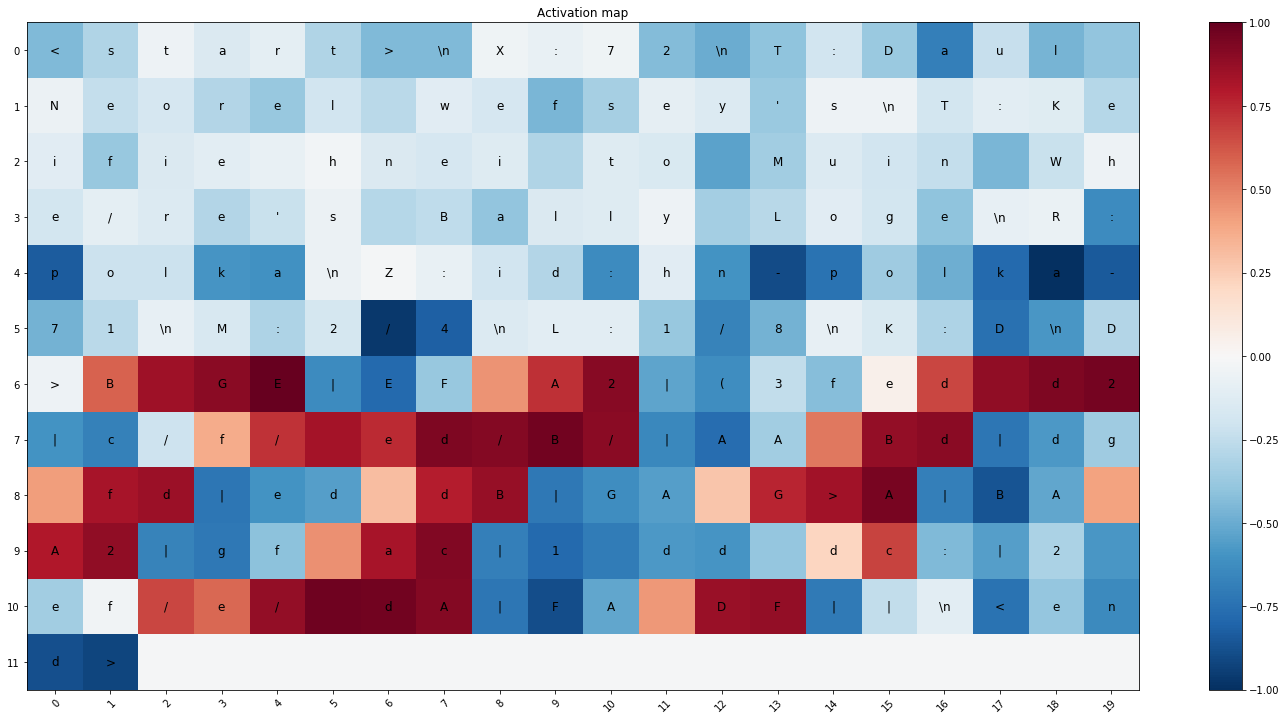 Activation map
0 < s t a r t > \n X : 7 2 \n T : D a u l
1 N e o r e l w e f s e y ' s \n T : K e
2 i f i e h n e i t o M u i n W h
3 e / r e ' s B a l l y L o g e \n R :
4 p o l k a \n Z : i d : h n - p o l k a -
5 7 1 \n M : 2 / 4 \n L : 1 / 8 \n K : D \n D
6 > B G E | E F A 2 | ( 3 f e d d 2
7 | c / f / e d / B / | A A B d | d g
8 f d | e d d B | G A G > A | B A
9 A 2 | g f a c | 1 d d d c : | 2
10 e f / e / d A | F A D F | | \n < e n
11 d >
0 1 2 3 4 5 6 7 8 9 10 11 12 13 14 15 16 17 18 19
1.00
0.75
0.50
0.25
0.00
−0.25
−0.50
−0.75
−1.00